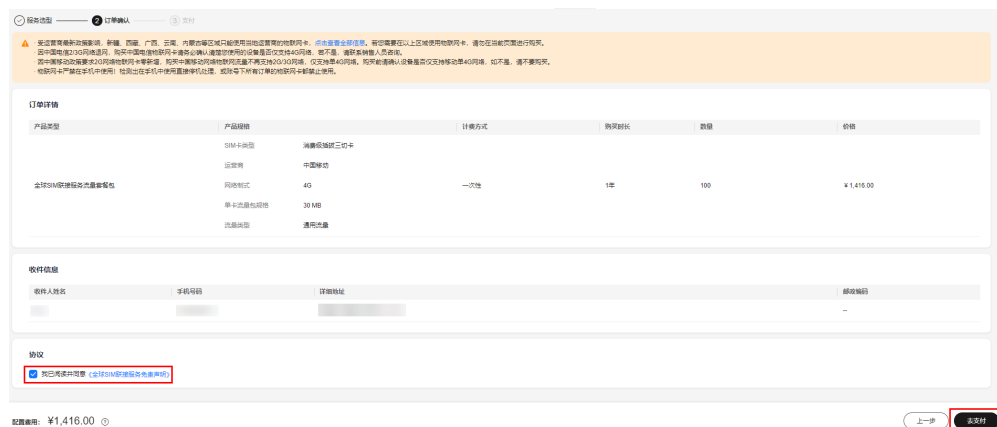 服务选型 2 订单确认 3 支付
· 受运营商最新政策影响，新疆、西藏、广西、云南、内蒙古等区域只能使用当地运营商的物联网卡，点击查看全部信息。若您需要在以上区域使用物联网卡，请勿在当前页面进行购买。
· 因中国电信2/3G网络退网，购买中国电信物联网卡请务必确认清楚您使用的设备是否仅支持4G网络，若不是，请联系销售人员咨询。
· 因中国移动政策要求2G网络物联网卡零新增，购买中国移动网络物联网流量不再支持2G/3G网络，仅支持单4G网络。购买前请确认设备是否仅支持移动单4G网络，如不是，请不要购买。
· 物联网卡严禁在手机中使用！检测出在手机中使用直接停机处理，或账号下所有订单的物联网卡都禁止使用。
订单详情
产品类型 产品规格 计费方式 购买时长 数量 价格
SIM卡类型 消费级插拔三切卡
运营商 中国移动
全球SIM联接服务流量套餐包 网络制式 4G 一次性 1年 100 ¥ 1,416.00
单卡流量包规格 30 MB
流量类型 通用流量
收件信息
收件人姓名 手机号码 详细地址 邮政编码
--
协议
我已阅读并同意《全球SIM联接服务免责声明》
配置费用： ¥1,416.00 上一步 去支付